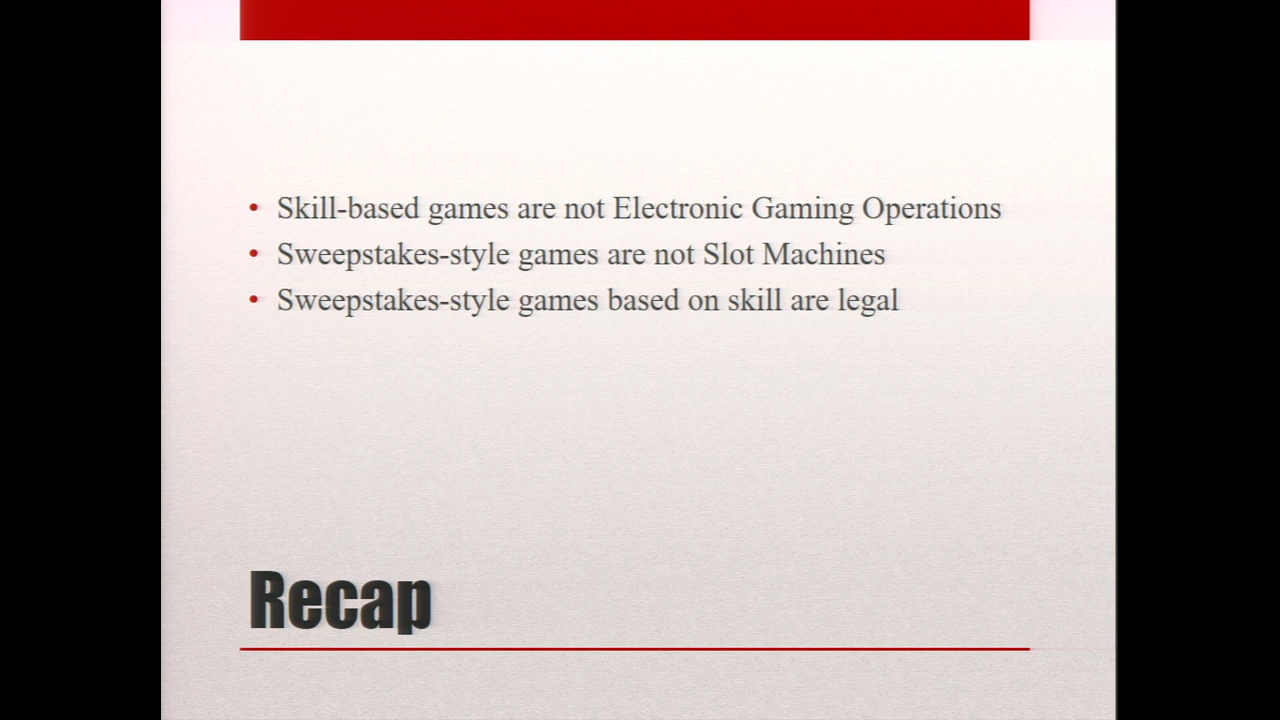 • Skill-based games are not Electronic Gaming Operations
• Sweepstakes-style games are not Slot Machines
• Sweepstakes-style games based on skill are legal
Recap